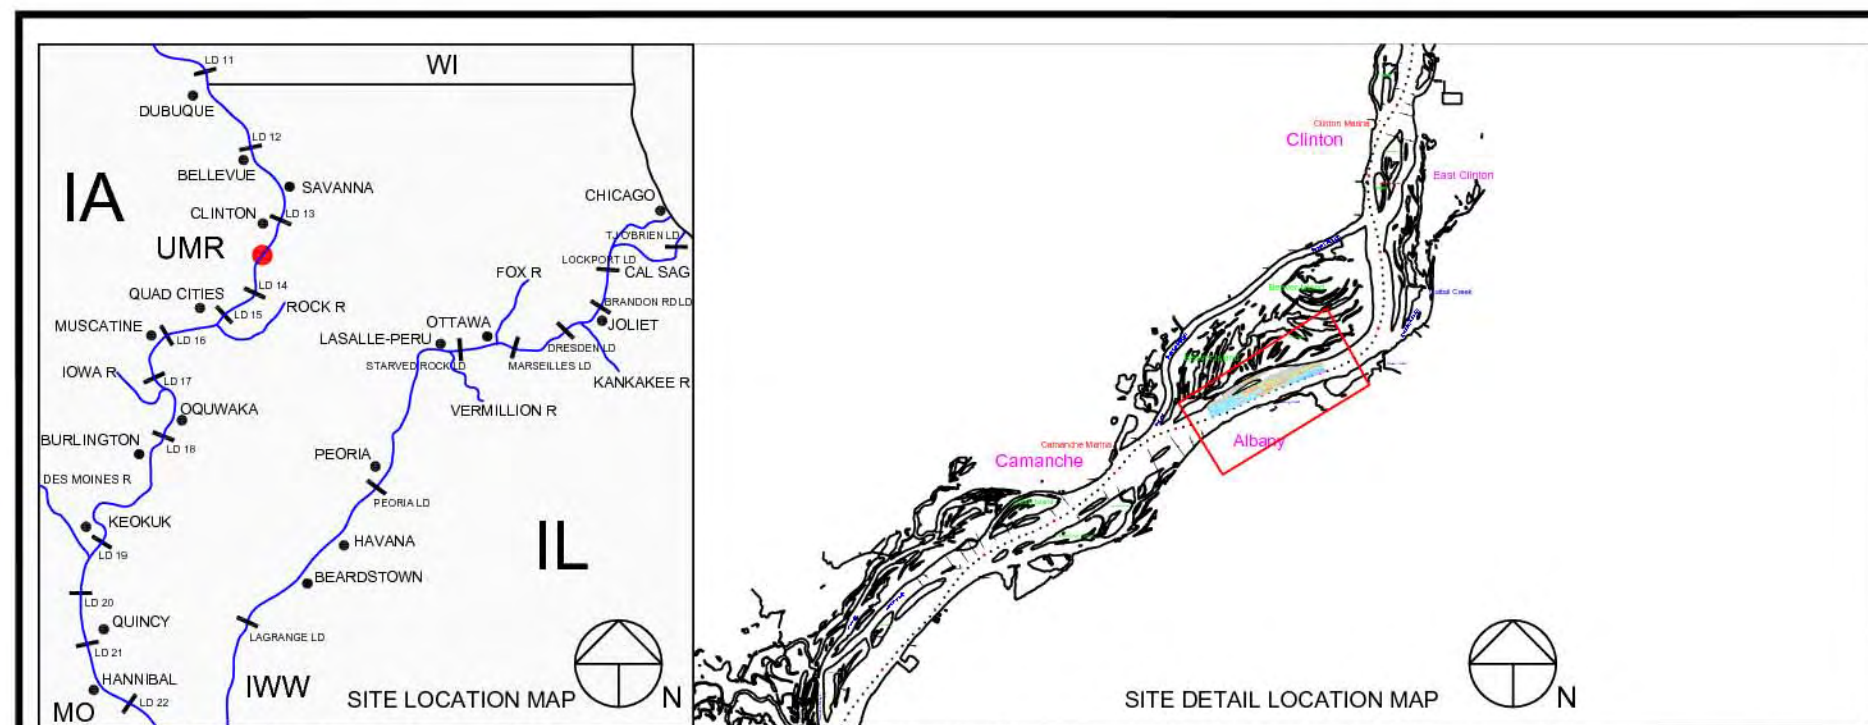 LD 11
WI
DUBUQUE
LD 12
BELLEVUE
SAVANNA
IA
CLINTON
LD 13
CHICAGO
UMR
T.J O'BRIEN LD
LOCKPORT LD
CAL SAG
FOX R
QUAD CITIES
LD 14
ROCK R
BRANDON RD LD
LD 15
MUSCATINE
LD 16
OTTAWA
JOLIET
LASALLE-PERU
STARVED ROCK LD
DRESDEN LD
MARSEILLES LD
IOWA R
LD 17
KANKAKEE R
OQUWAKA
VERMILLION R
BURLINGTON
LD 18
PEORIA
DES MOINES R
PEORIA LD
KEOKUK
HAVANA
LD 19
IL
BEARDSTOWN
LD 20
QUINCY
LAGRANGE LD
LD 21
HANNIBAL
IWW
SITE LOCATION MAP
N
MO
LD 22
Clinton Marina
Clinton
East Clinton
Albany
Camanche Marina
Camanche
SITE DETAIL LOCATION MAP
N